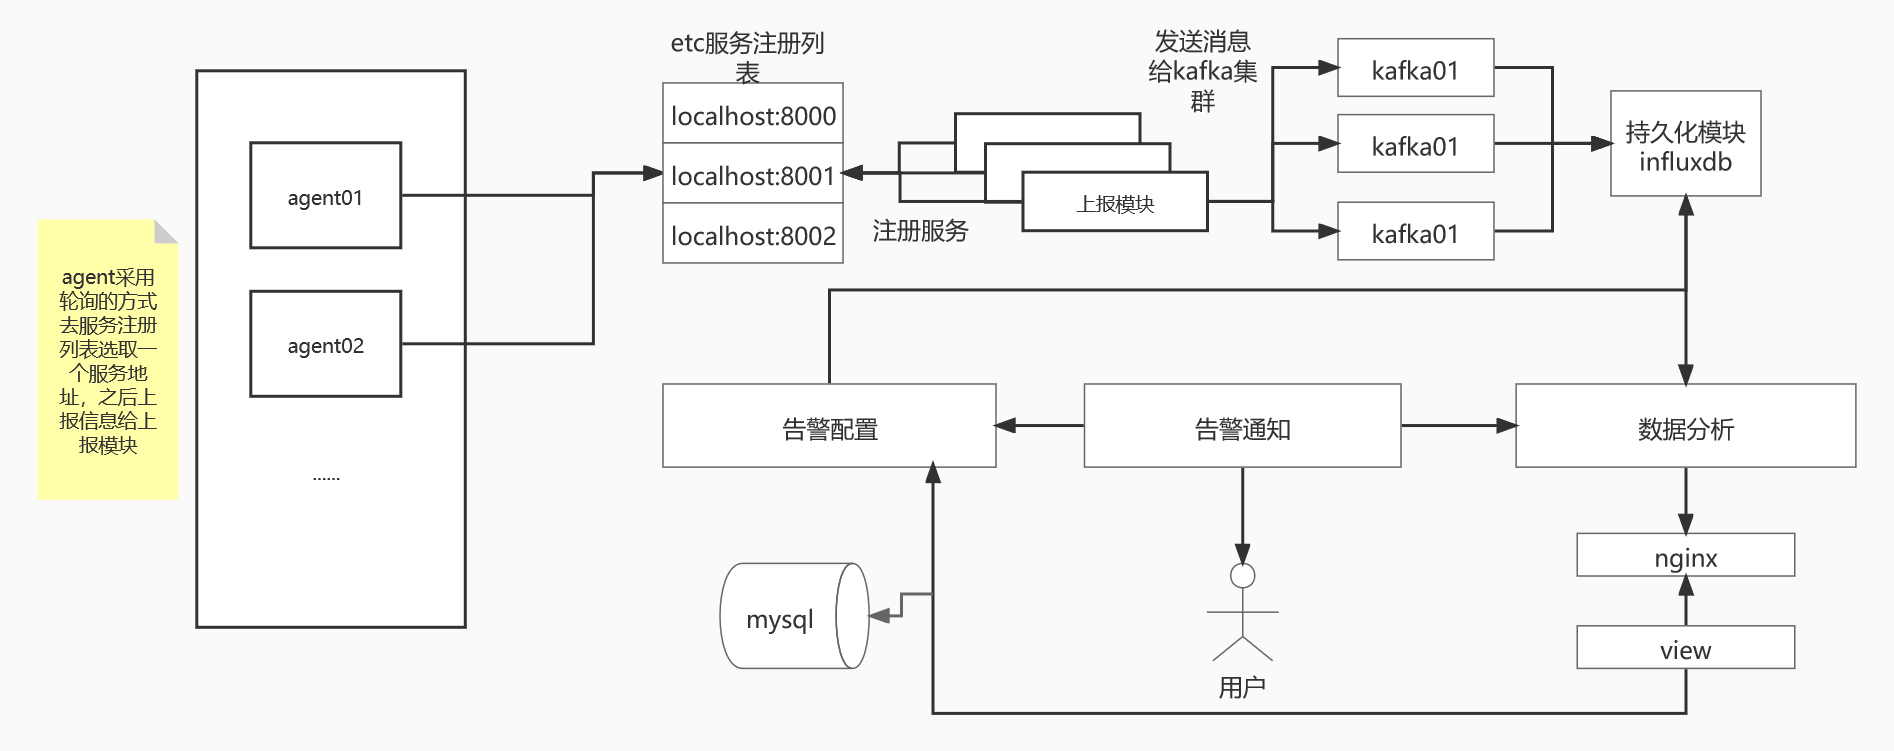 agent采用
轮询的方式
去服务注册
列表选取一
个服务地
址，之后上
报信息给上
报模块
agent01
agent02
......
etc服务注册列
表
localhost:8000
localhost:8001
localhost:8002
注册服务
上报模块
发送消息
给kafka集
群
kafka01
kafka01
kafka01
持久化模块
influxdb
告警配置
告警通知
数据分析
mysql
用户
nginx
view